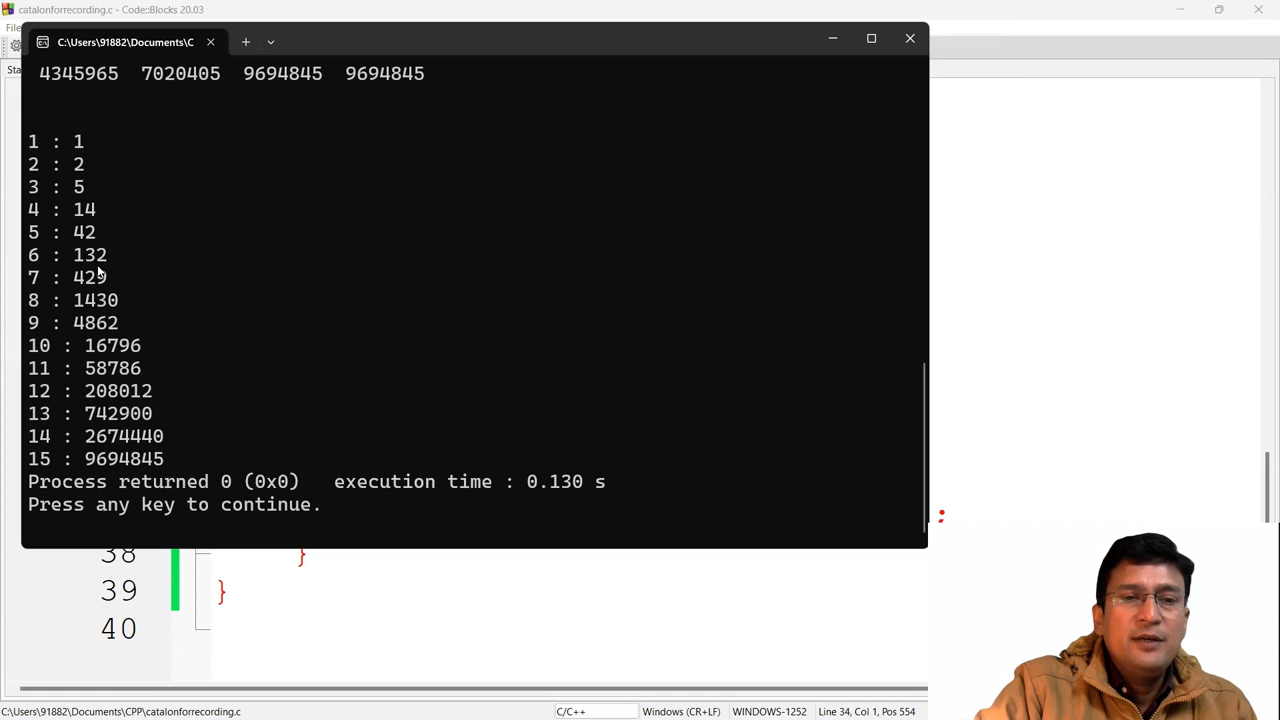 catalonforrecording.c - Code::Blocks 20.03
File
C:\Users\91882\Documents\C
Sta
4345965 7020405 9694845 9694845
1 : 1
2 : 2
3 : 5
4 : 14
5 : 42
6 : 132
7 : 429
8 : 1430
9 : 4862
10 : 16796
11 : 58786
12 : 208012
13 : 742900
14 : 2674440
15 : 9694845
Process returned 0 (0x0) execution time : 0.130 s
Press any key to continue.
;
38 }
39 }
40
C:\Users\91882\Documents\CPP\catalonforrecording.c C/C++ Windows (CR+LF) WINDOWS-1252 Line 34, Col 1, Pos 554